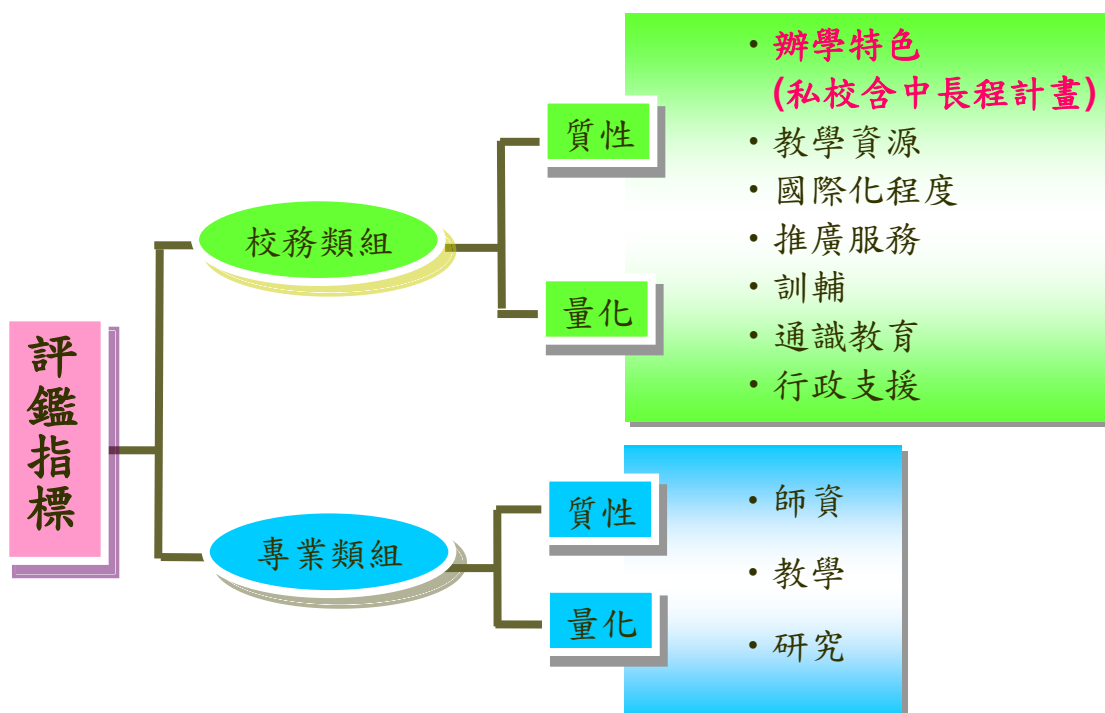 評鑑指標
校務類組
質性
量化
・辦學特色
(私校含中長程計畫)
・教學資源
・國際化程度
・推廣服務
・訓輔
・通識教育
・行政支援
專業類組
質性
量化
・師資
・教學
・研究